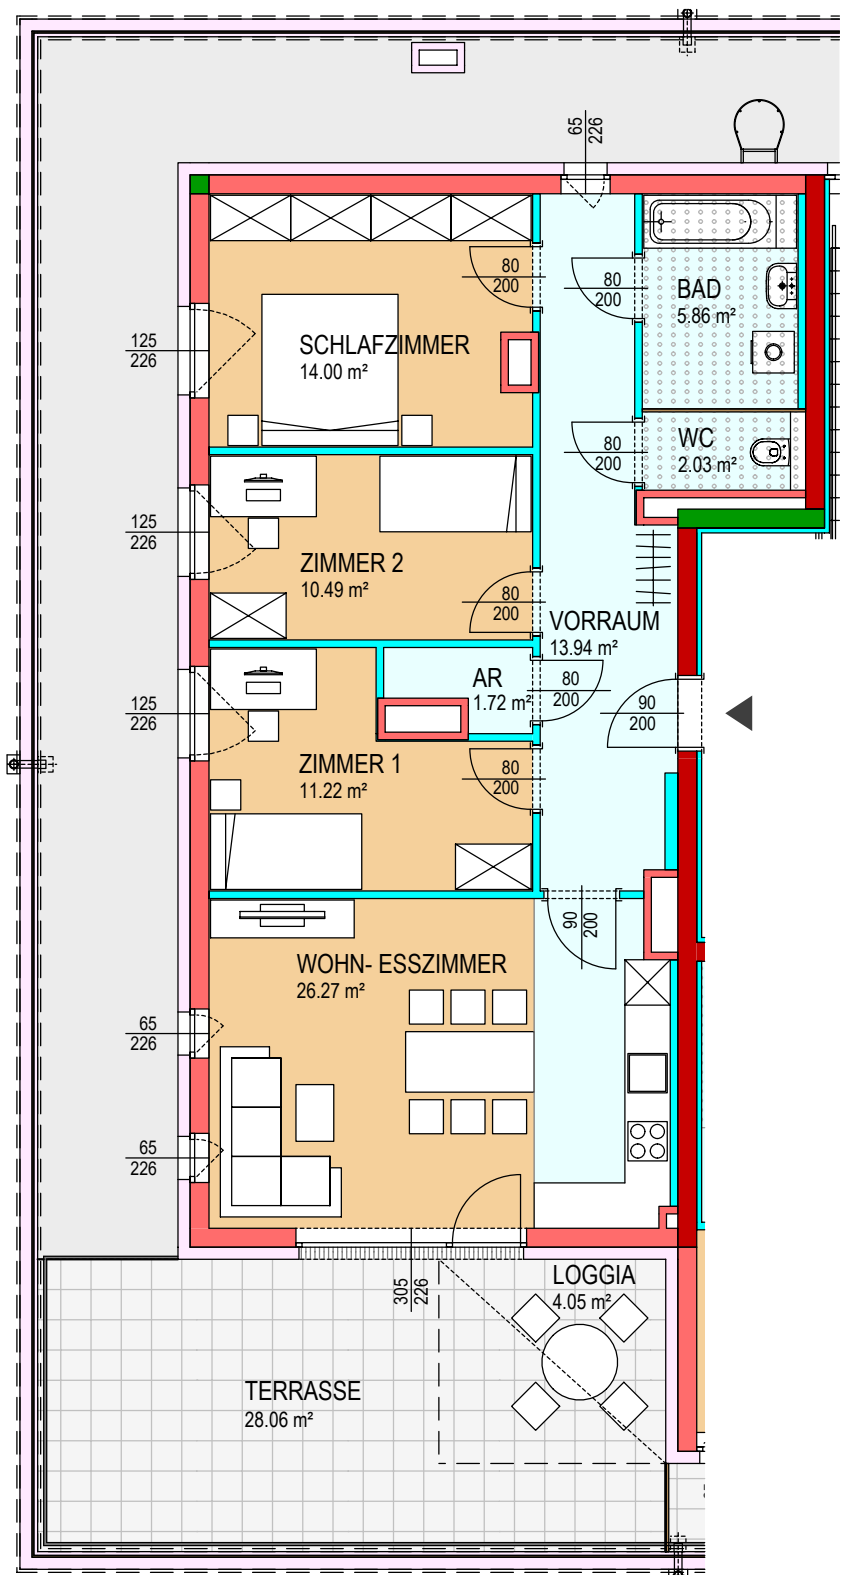 65
226
80
200
80
200
BAD
5.86 m²
125
226
SCHLAFZIMMER
14.00 m²
80
200
WC
2.03 m²
125
226
ZIMMER 2
10.49 m²
80
200
VORRAUM
13.94 m²
AR
1.72 m²
80
200
90
200
125
226
ZIMMER 1
11.22 m²
80
200
90
200
WOHN- ESSZIMMER
26.27 m²
65
226
65
226
305
226
LOGGIA
4.05 m²
TERRASSE
28.06 m²